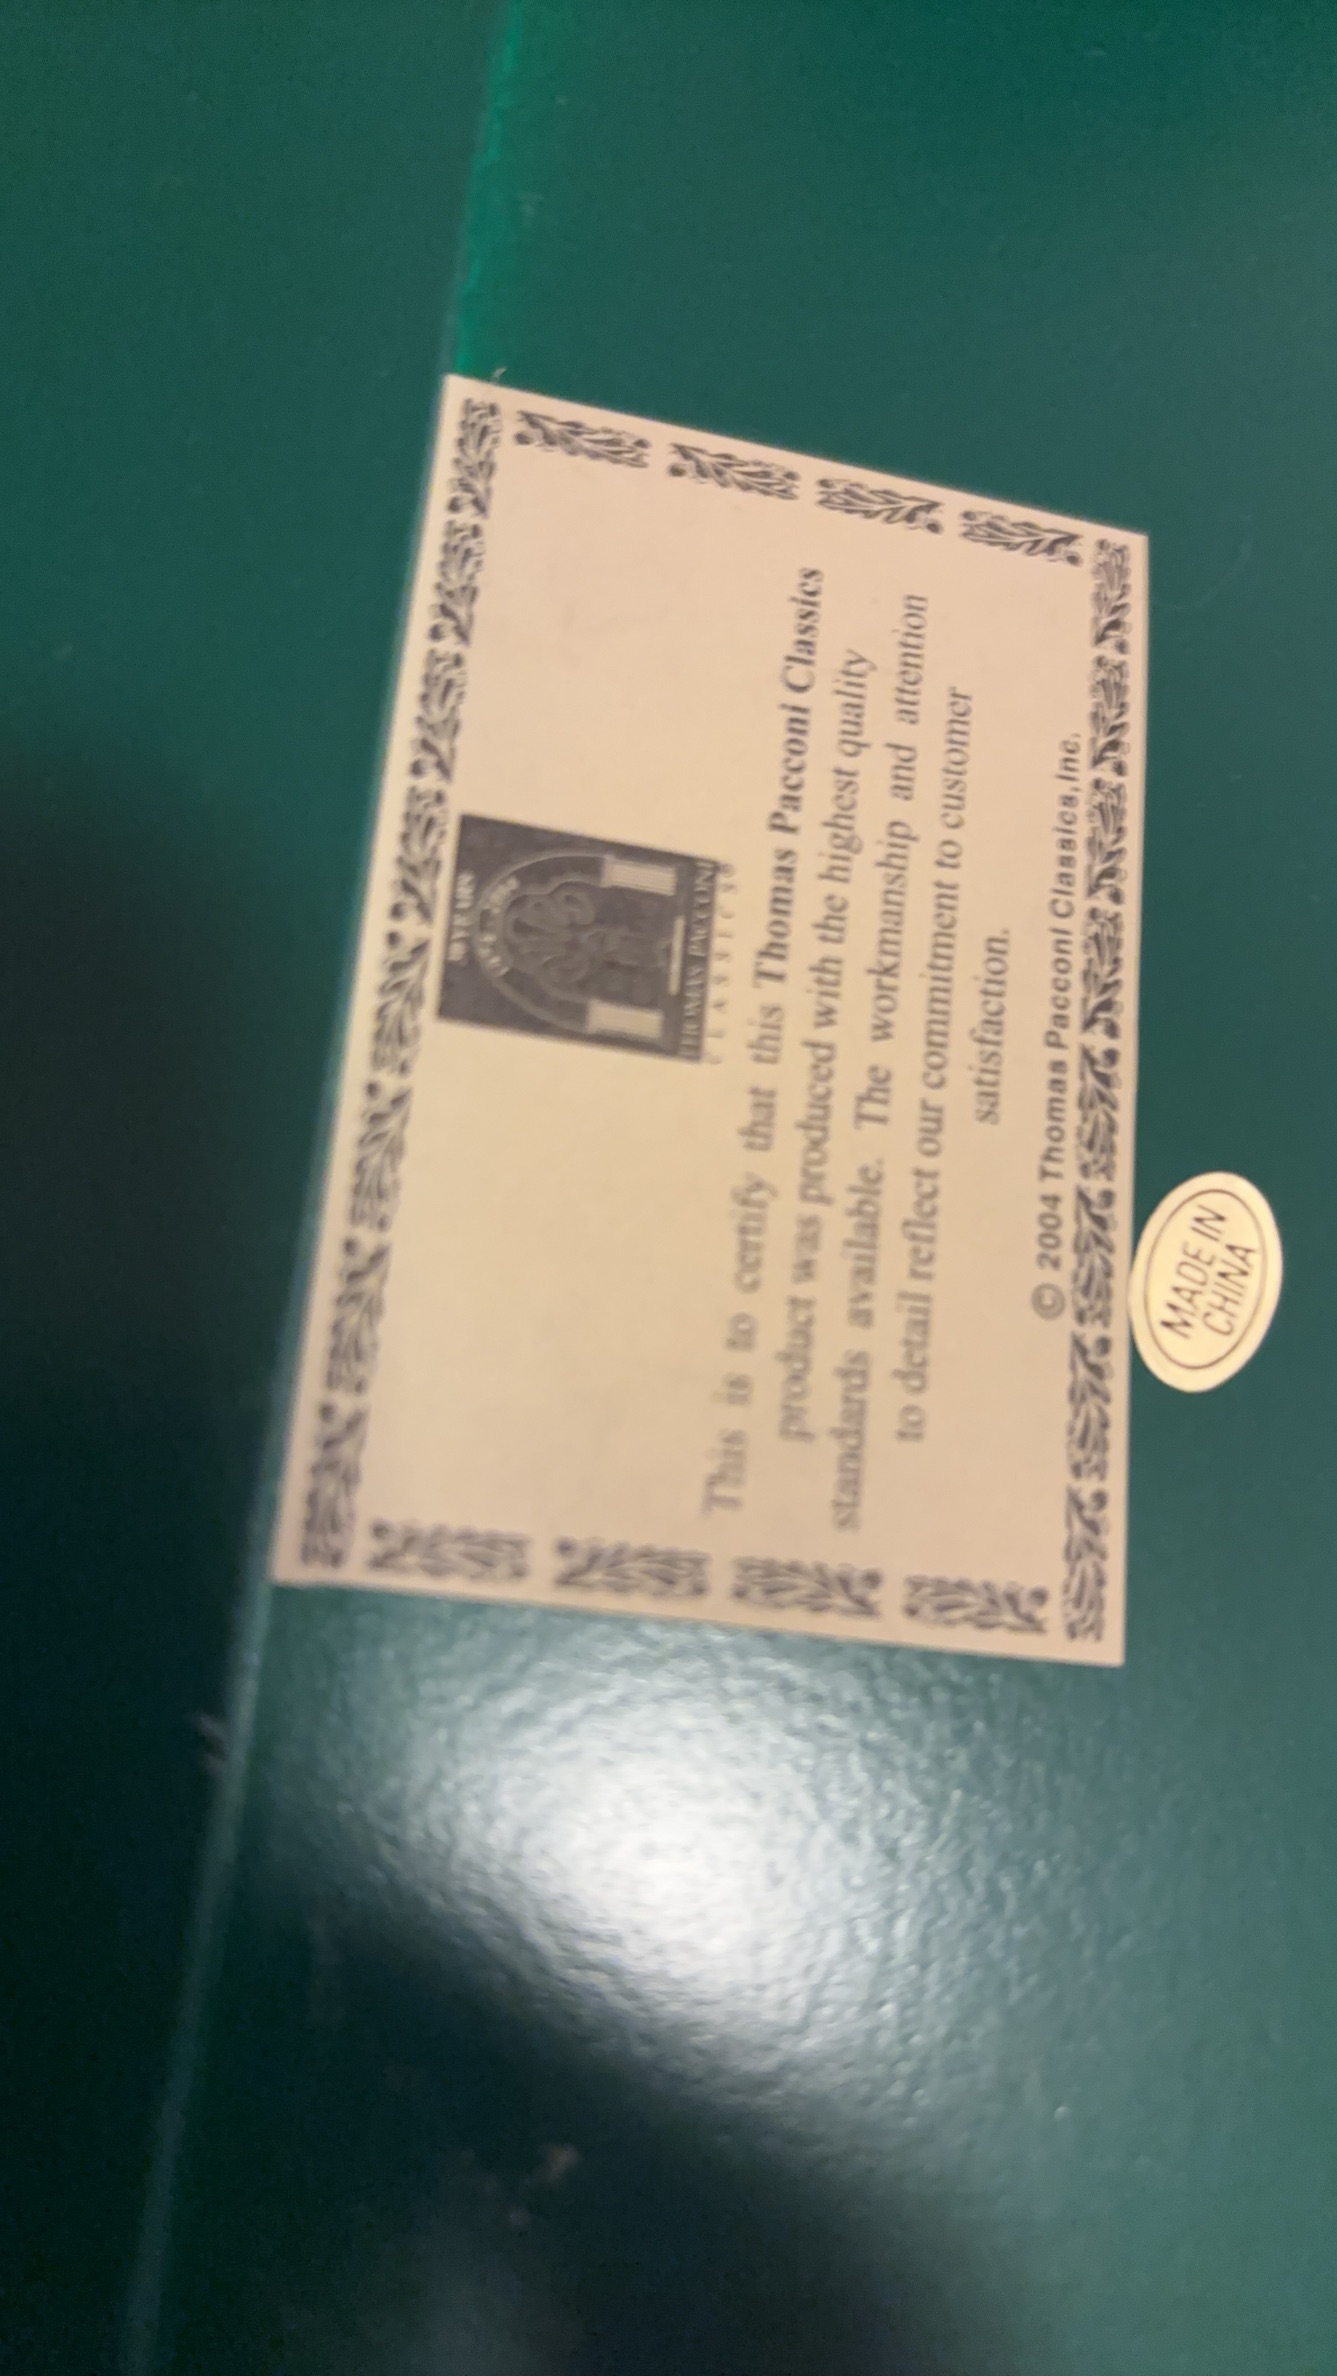 THOMAS PACCONI
CLASSICS®
This is to certify that this Thomas Pacconi Classics
product was produced with the highest quality
standards available. The workmanship and attention
to detail reflect our commitment to customer
satisfaction.
© 2004 Thomas Pacconi Classics,Inc.
MADE IN
CHINA